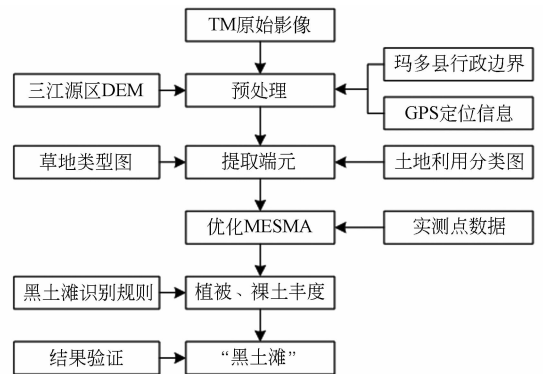 TM原始影像
玛多县行政边界
三江源区DEM
预处理
GPS定位信息
草地类型图
提取端元
土地利用分类图
优化MESMA
实测点数据
黑土滩识别规则
植被、裸土丰度
结果验证
“黑土滩”